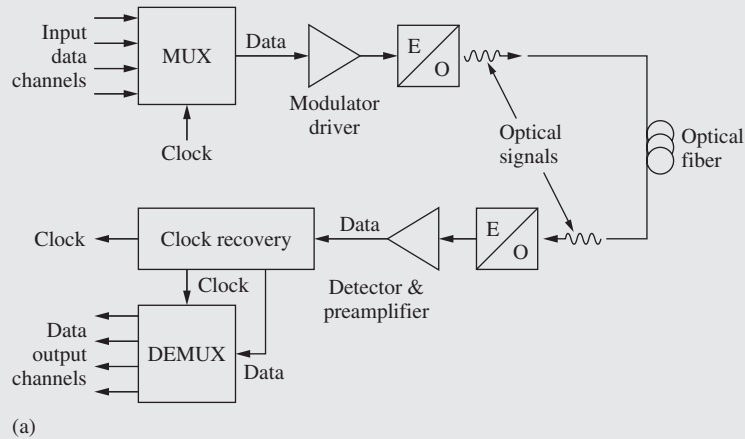 Input
data
channels
MUX
Data
Modulator
driver
E
O
Optical
signals
Optical
fiber
Clock
Clock
Clock recovery
Data
Detector &
preamplifier
E
O
Clock
Data
output
channels
DEMUX
Data
(a)